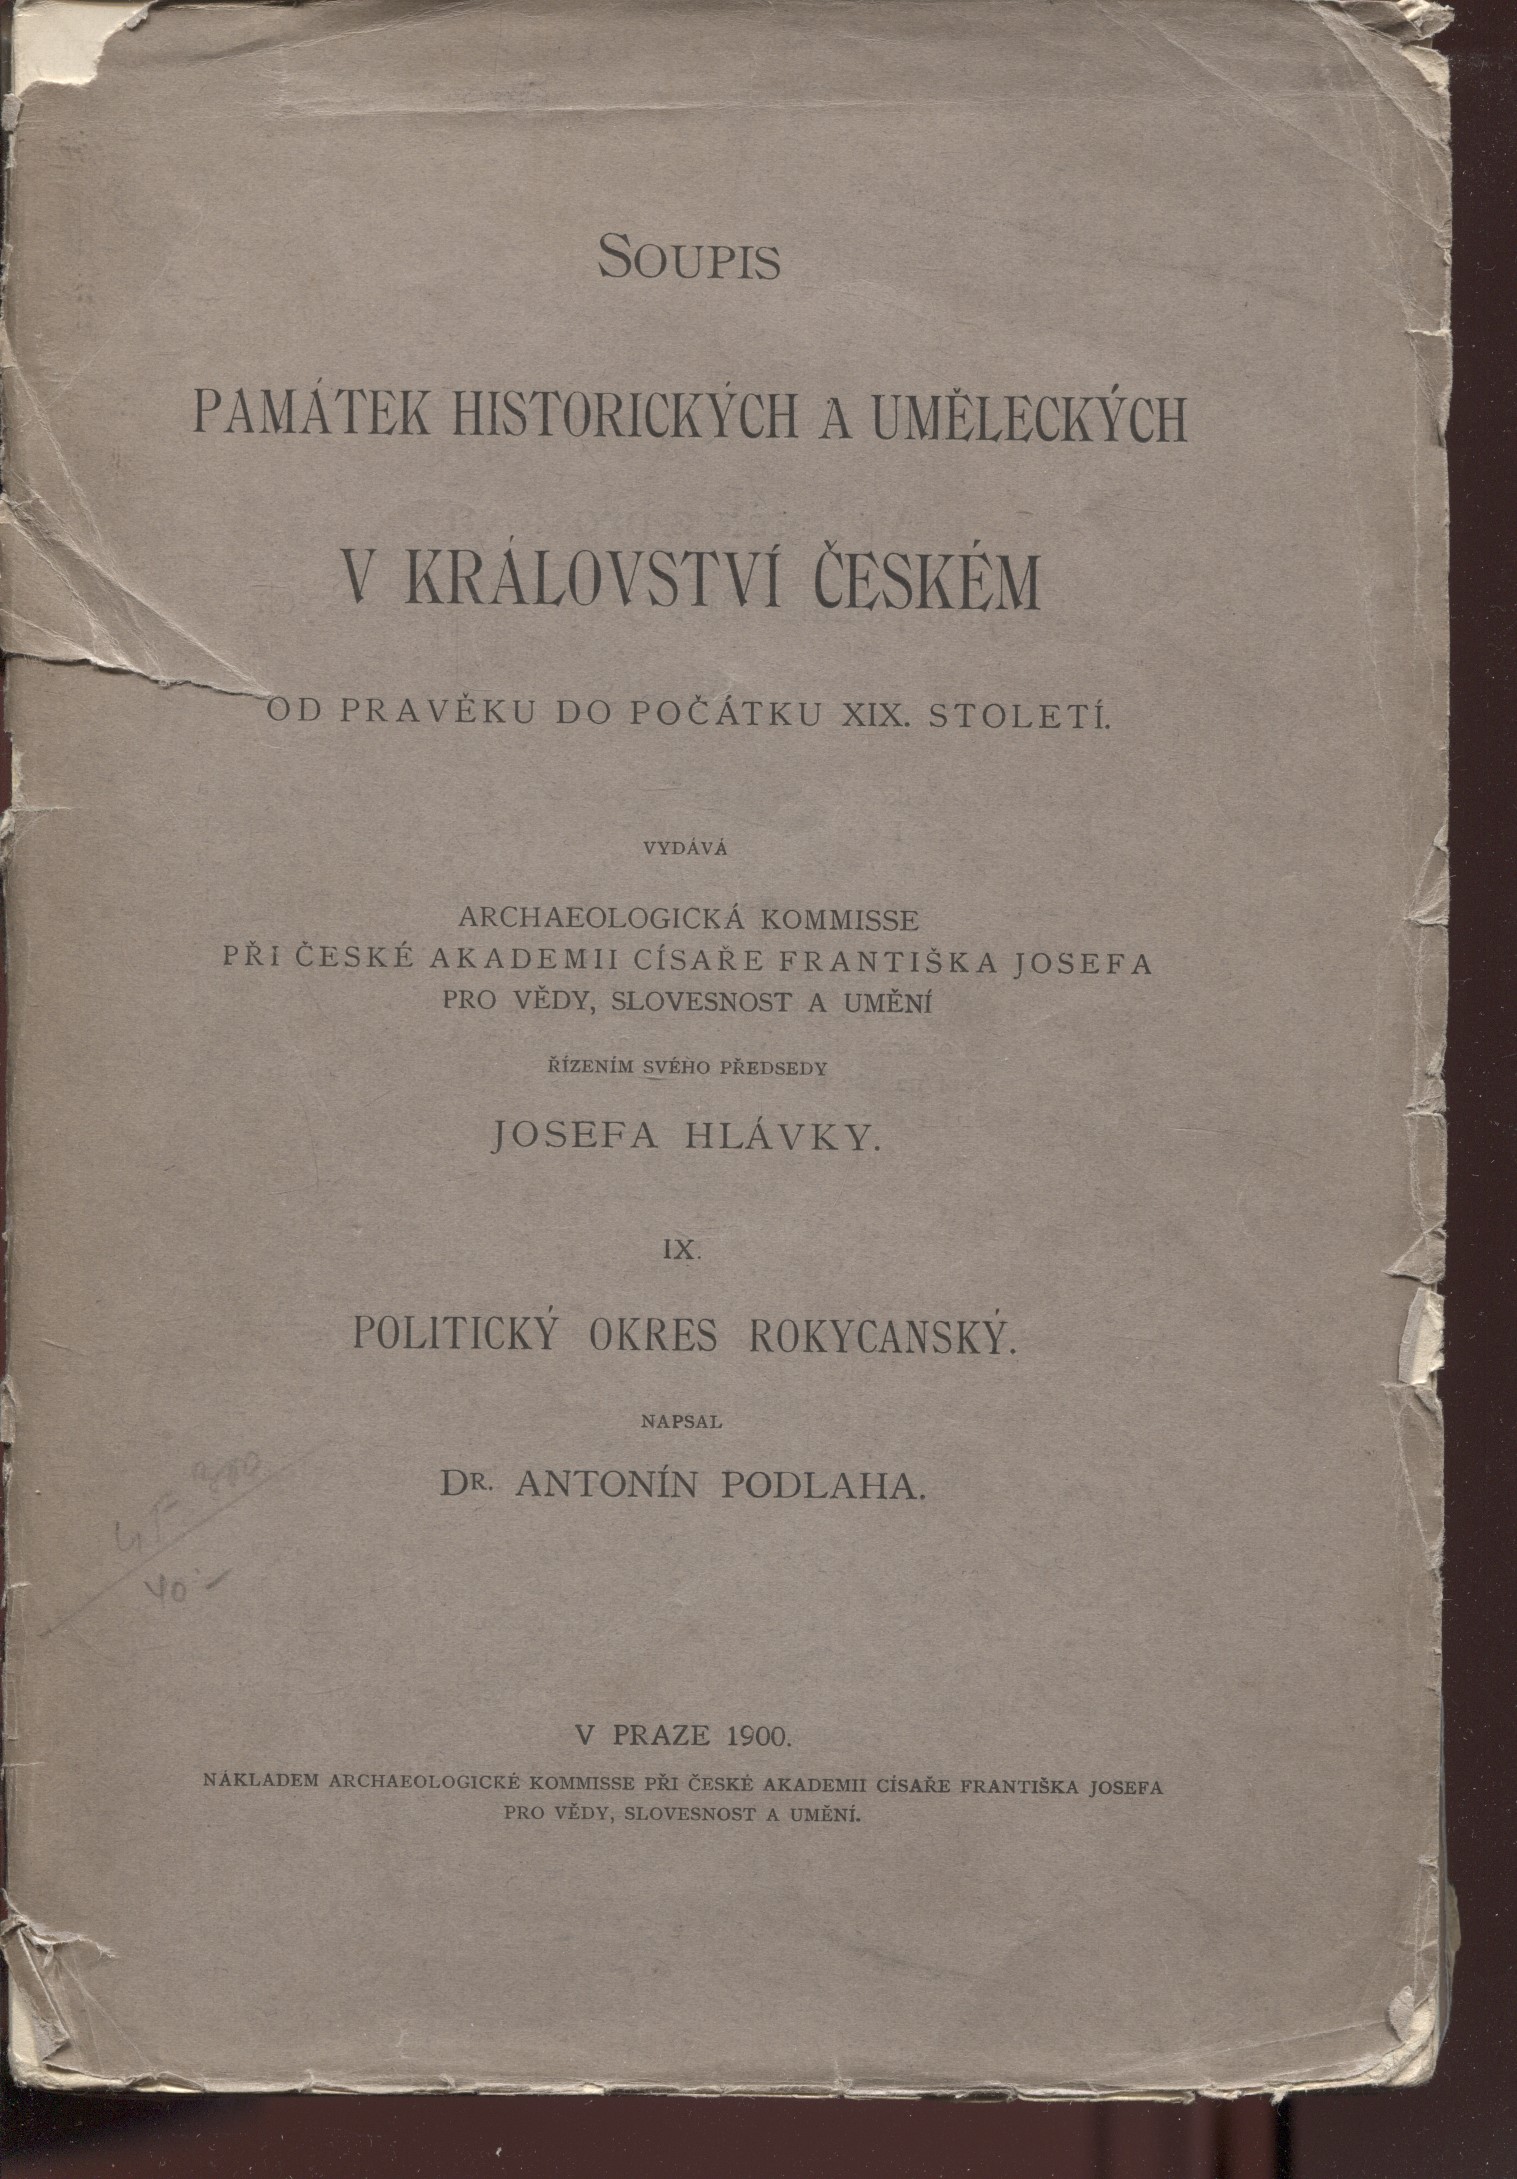 SOUPIS
PAMÁTEK HISTORICKÝCH A UMĚLECKÝCH
V KRÁLOVSTVÍ ČESKÉM
OD PRAVĚKU DO POČÁTKU XIX. STOLETÍ.
VYDÁVÁ
ARCHAEOLOGICKÁ KOMMISSE
PŘI ČESKÉ AKADEMII CÍSAŘE FRANTIŠKA JOSEFA
PRO VĚDY, SLOVESNOST A UMĚNÍ
ŘÍZENÍM SVÉHO PŘEDSEDY
JOSEFA HLÁVKY.
IX.
POLITICKÝ OKRES ROKYCANSKÝ.
NAPSAL
DR. ANTONÍN PODLAHA.
40.-
V PRAZE 1900.
NÁKLADEM ARCHAEOLOGICKÉ KOMMISSE PŘI ČESKÉ AKADEMII CÍSAŘE FRANTIŠKA JOSEFA
PRO VĚDY, SLOVESNOST A UMĚNÍ.